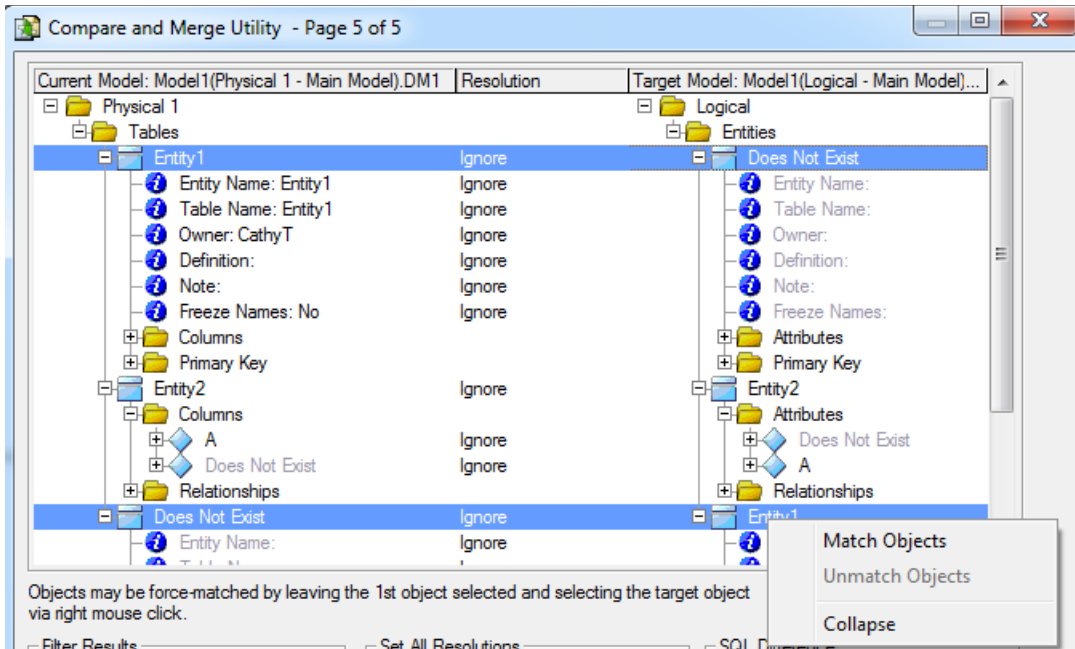 Compare and Merge Utility - Page 5 of 5
Current Model: Model1(Physical 1 - Main Model).DM1 Resolution Target Model: Model1(Logical - Main Model)...
Physical 1 Logical
Tables Entities
Entity1 Ignore Does Not Exist
Entity Name: Entity1 Ignore Entity Name:
Table Name: Entity1 Ignore Table Name:
Owner: CathyT Ignore Owner:
Definition: Ignore Definition:
Note: Ignore Note:
Freeze Names: No Ignore Freeze Names:
Columns Attributes
Primary Key Primary Key
Entity2 Ignore Entity2
Columns Attributes
A Ignore Does Not Exist
Does Not Exist Ignore A
Relationships Relationships
Does Not Exist Ignore Entity1
Entity Name: Ignore
Match Objects
Unmatch Objects
Collapse
Objects may be force-matched by leaving the 1st object selected and selecting the target object
via right mouse click.
Filter Results Set All Resolutions SQL Difference